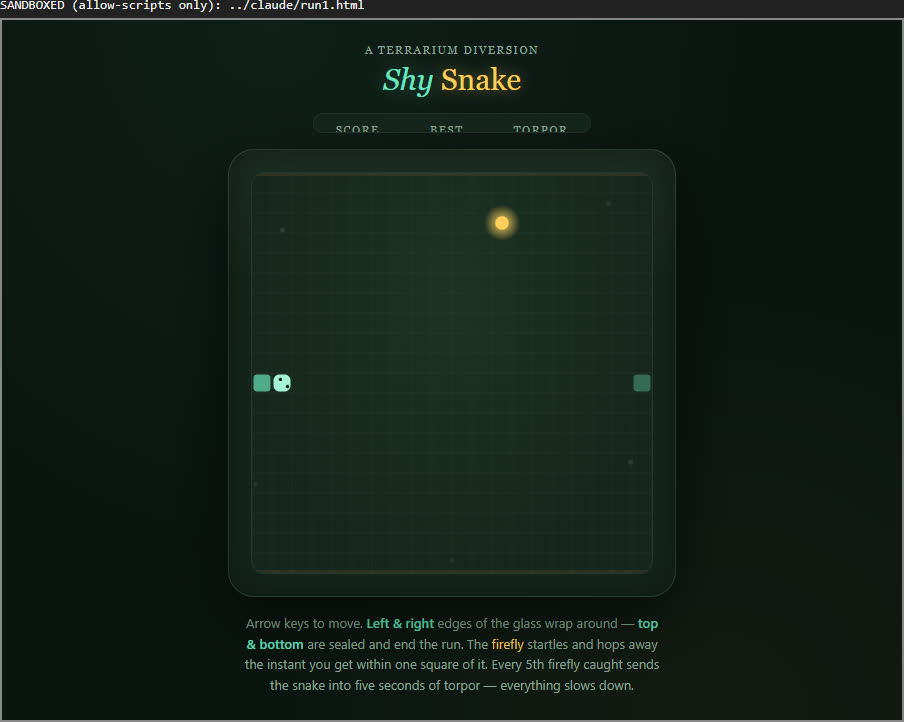 SANDBOXED (allow-scripts only): ../claude/run1.html
A TERRARIUM DIVERSION
Shy Snake
SCORE BEST TORPOR
Arrow keys to move. Left & right edges of the glass wrap around — top
& bottom are sealed and end the run. The firefly startles and hops away
the instant you get within one square of it. Every 5th firefly caught sends
the snake into five seconds of torpor — everything slows down.